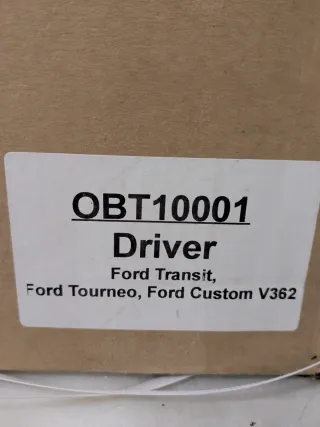 OBT10001
Driver
Ford Transit,
Ford Tourneo, Ford Custom V362